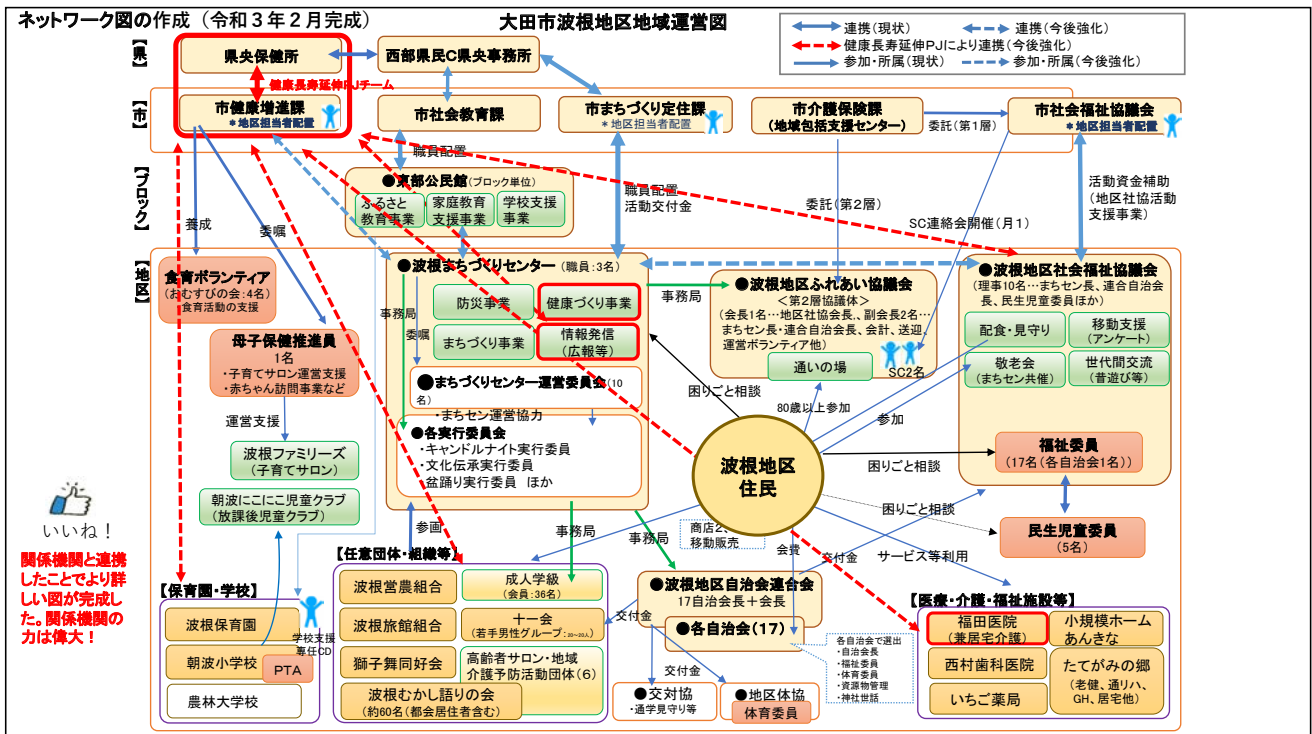 ネットワーク図の作成（令和３年２月完成）
大田市波根地区地域運営図
連携（現状）
連携（今後強化）
健康長寿延伸PJにより連携（今後強化）
参加・所属（現状）
参加・所属（今後強化）
【県】
県央保健所
西部県民C県央事務所
健康長寿延伸PJチーム
【市】
市健康増進課
＊地区担当者配置
市社会教育課
市まちづくり定住課
＊地区担当者配置
市介護保険課
（地域包括支援センター）
委託（第１層）
市社会福祉協議会
＊地区担当者配置
【ブロック】
職員配置
●東部公民館（ブロック単位）
ふるさと
教育事業
家庭教育
支援事業
学校支援
事業
職員配置
活動交付金
委託（第２層）
SC連絡会開催（月１）
活動資金補助
（地区社協活動
支援事業）
養成
委嘱
【地区】
食育ボランティア
（おむすびの会：4名）
食育活動の支援
母子保健推進員
1名
・子育てサロン運営支援
・赤ちゃん訪問事業など
運営支援
波根ファミリーズ
（子育てサロン）
朝波にこにこ児童クラブ
（放課後児童クラブ）
●波根まちづくりセンター（職員：3名）
事務局
委嘱
防災事業
健康づくり事業
まちづくり事業
情報発信
（広報等）
●まちづくりセンター運営委員会（10
名）
・まちセン運営協力
●各実行委員会
・キャンドルナイト実行委員
・文化伝承実行委員
盆踊り実行委員　ほか
事務局
●波根地区ふれあい協議会
＜第２層協議体＞
（会長1名…地区社協会長、副会長2名…
まちセン長・連合自治会長、会計、送迎、
運営ボランティア他）
通いの場
SC2名
●波根地区社会福祉協議会
（理事10名…まちセン長、連合自治会
長、民生児童委員ほか）
配食・見守り
移動支援
（アンケート）
敬老会
（まちセン共催）
世代間交流
（昔遊び等）
困りごと相談
80歳以上参加
参加
波根地区
住民
困りごと相談
福祉委員
（17名（各自治会1名））
困りごと相談
民生児童委員
（5名）
いいね！
関係機関と連携
したことでより詳
しい図が完成し
た。関係機関の
力は偉大！
参画
事務局
事務局
商店2、
移動販売
会費
交付金
サービス等利用
【保育園・学校】
波根保育園
朝波小学校
PTA
農林大学校
学校支援
専任CD
【任意団体・組織等】
波根営農組合
成人学級
（会員：36名）
波根旅館組合
十一会
（若手男性グループ：20～20人）
獅子舞同好会
高齢者サロン・地域
介護予防活動団体（６）
波根むかし語りの会
（約60名（都会居住者含む）
交付金
●波根地区自治会連合会
17自治会長＋会長
●各自治会（17）
交付金
●交対協
・通学見守り等
●地区体協
体育委員
各自治会で選出
・自治会長
・福祉委員
・体育委員
・資源物管理
・神社世話
【医療・介護・福祉施設等】
福田医院
（兼居宅介護）
小規模ホーム
あんきな
西村歯科医院
たてがみの郷
（老健、通リハ、
GH、居宅他）
いちご薬局